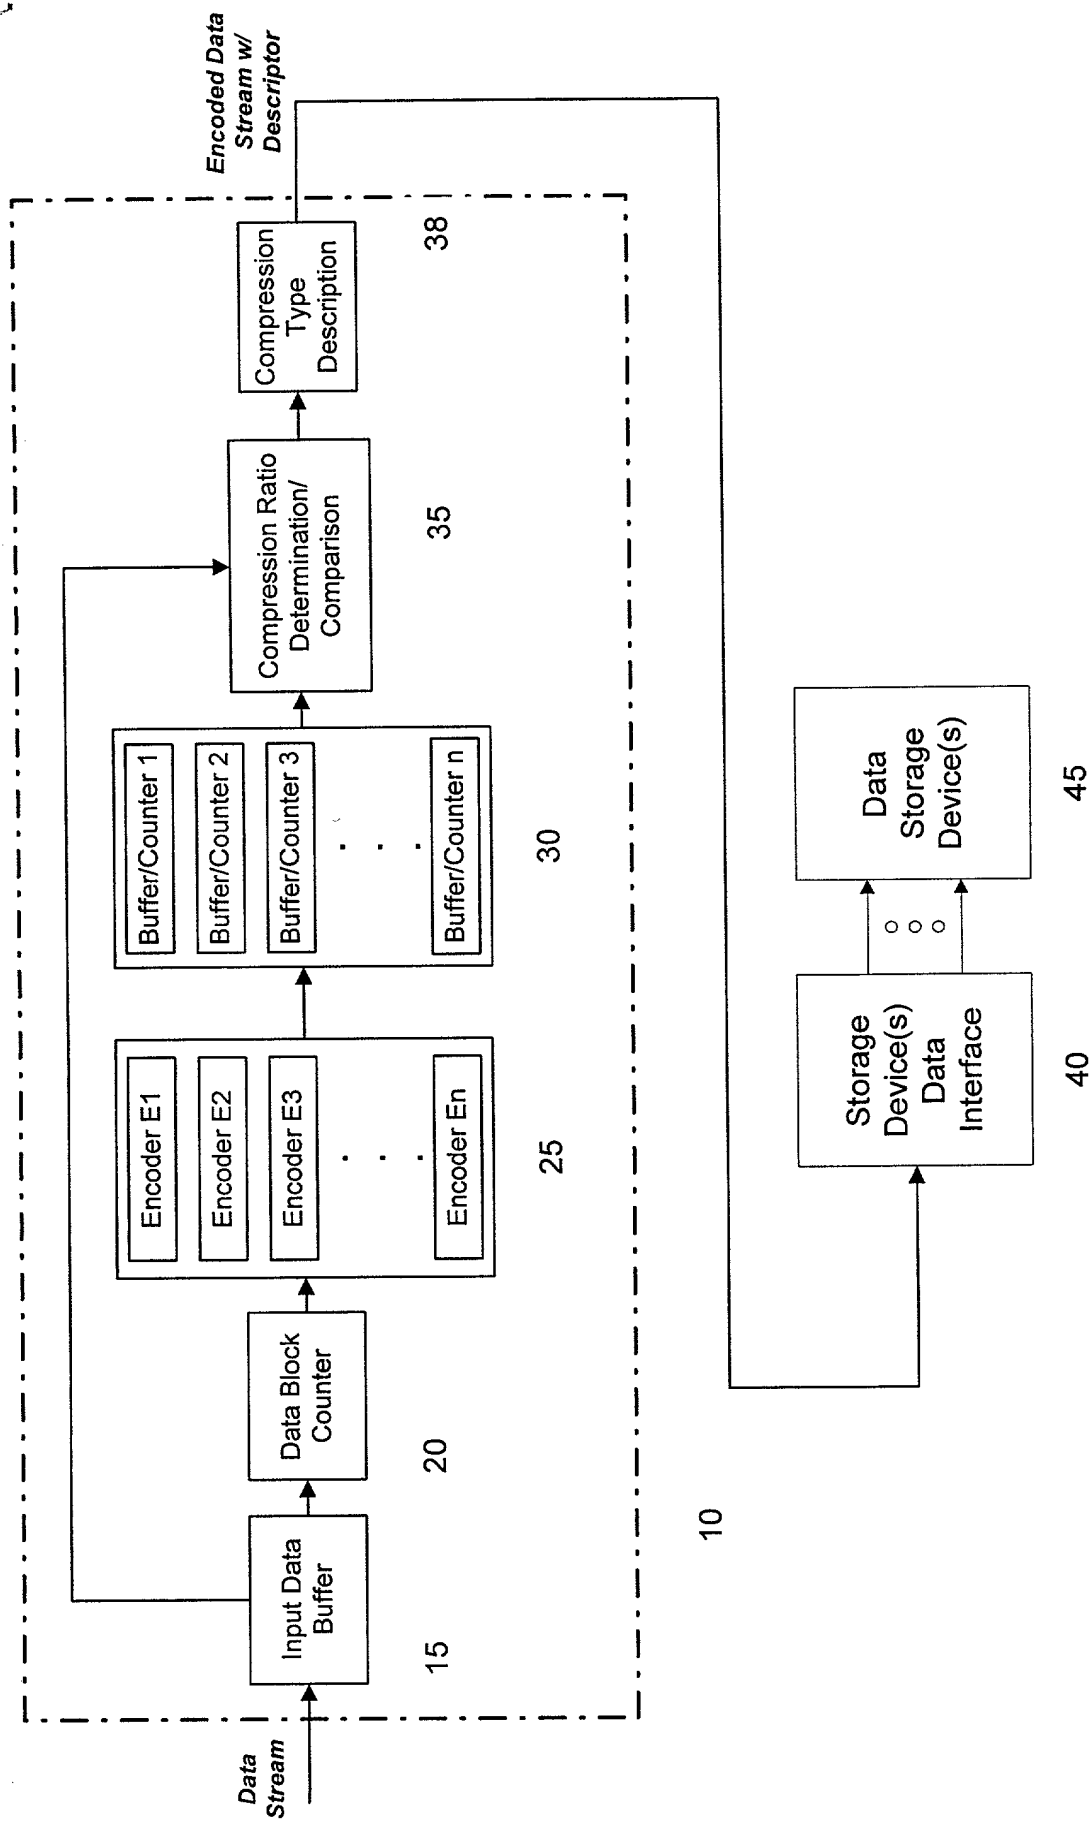 Data
Stream
Input Data
Buffer
15
Data Block
Counter
20
Encoder E1
Encoder E2
Encoder E3
. . .
Encoder En
25
Buffer/Counter 1
Buffer/Counter 2
Buffer/Counter 3
. . .
Buffer/Counter n
30
Compression Ratio
Determination/
Comparison
35
Compression
Type
Description
38
Encoded Data
Stream w/
Descriptor
10
Storage
Device(s)
Data
Interface
40
Data
Storage
Device(s)
45